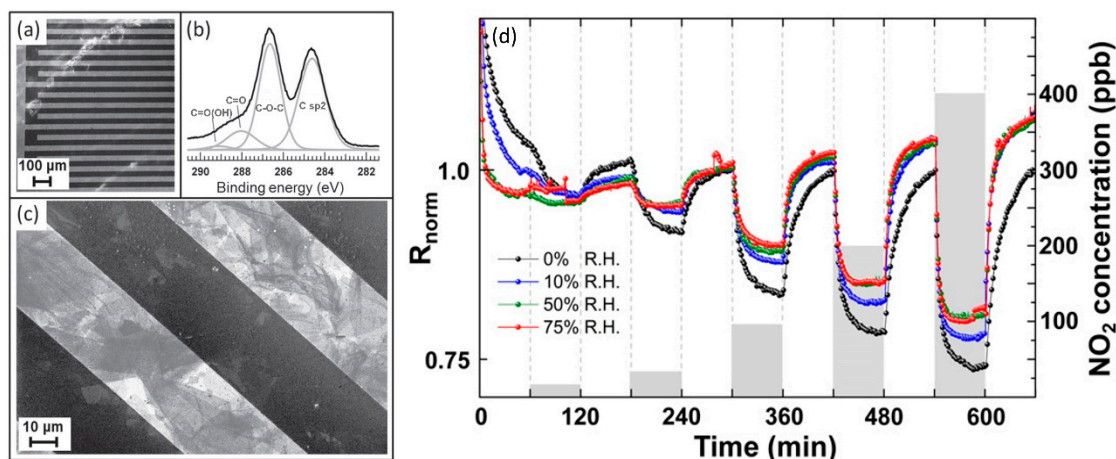 (a)
100 µm
(b)
C=O(OH)
C=O
C-O-C
C sp2
290 288 286 284 282
Binding energy (eV)
(c)
10 µm
(d)
R_norm
1.0
0.75
0% R.H.
10% R.H.
50% R.H.
75% R.H.
0 120 240 360 480 600
Time (min)
400
300
200
100
NO₂ concentration (ppb)